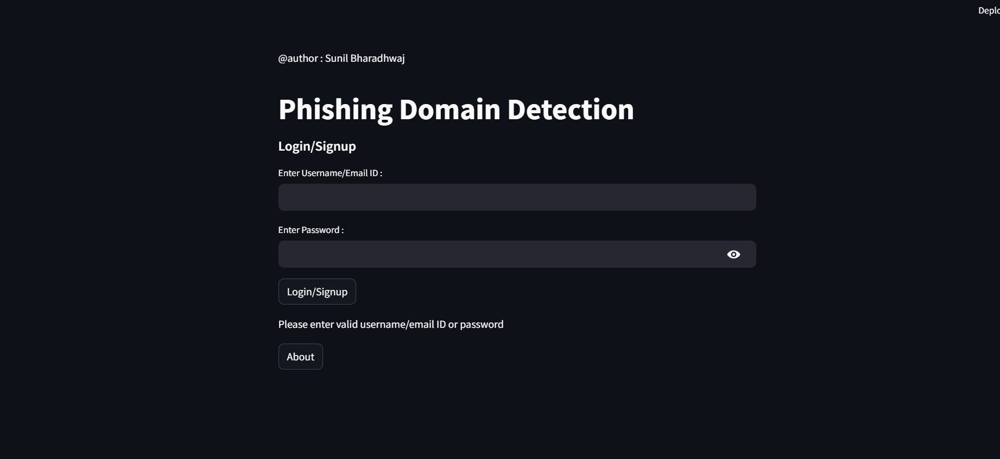 Deplo
@author : Sunil Bharadhwaj
Phishing Domain Detection
Login/Signup
Enter Username/Email ID :
Enter Password :
Login/Signup
Please enter valid username/email ID or password
About